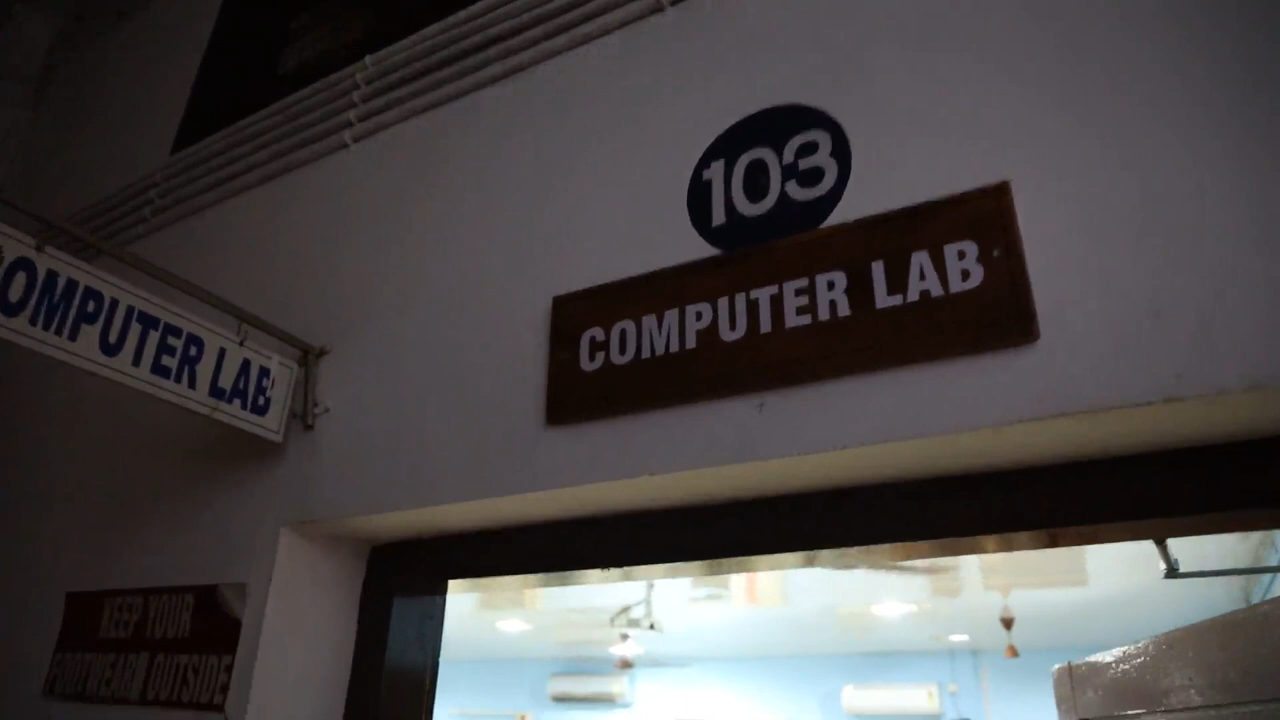 103
COMPUTER LAB
OMPUTER LAB
KEEP YOUR
FOOTWEAR OUTSIDE